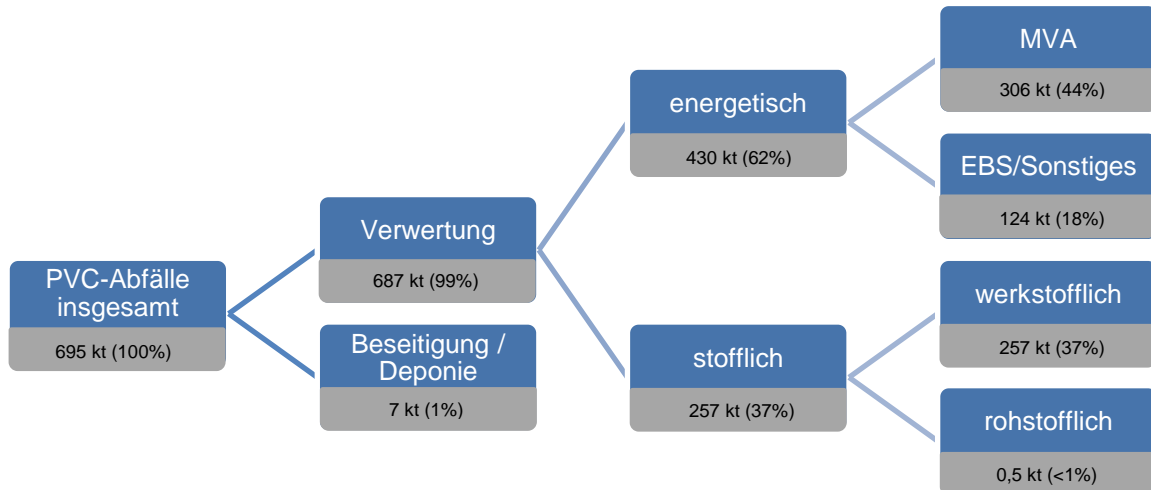 PVC-Abfälle
insgesamt
695 kt (100%)
Verwertung
687 kt (99%)
Beseitigung /
Deponie
7 kt (1%)
energetisch
430 kt (62%)
stofflich
257 kt (37%)
MVA
306 kt (44%)
EBS/Sonstiges
124 kt (18%)
werkstofflich
257 kt (37%)
rohstofflich
0,5 kt (<1%)